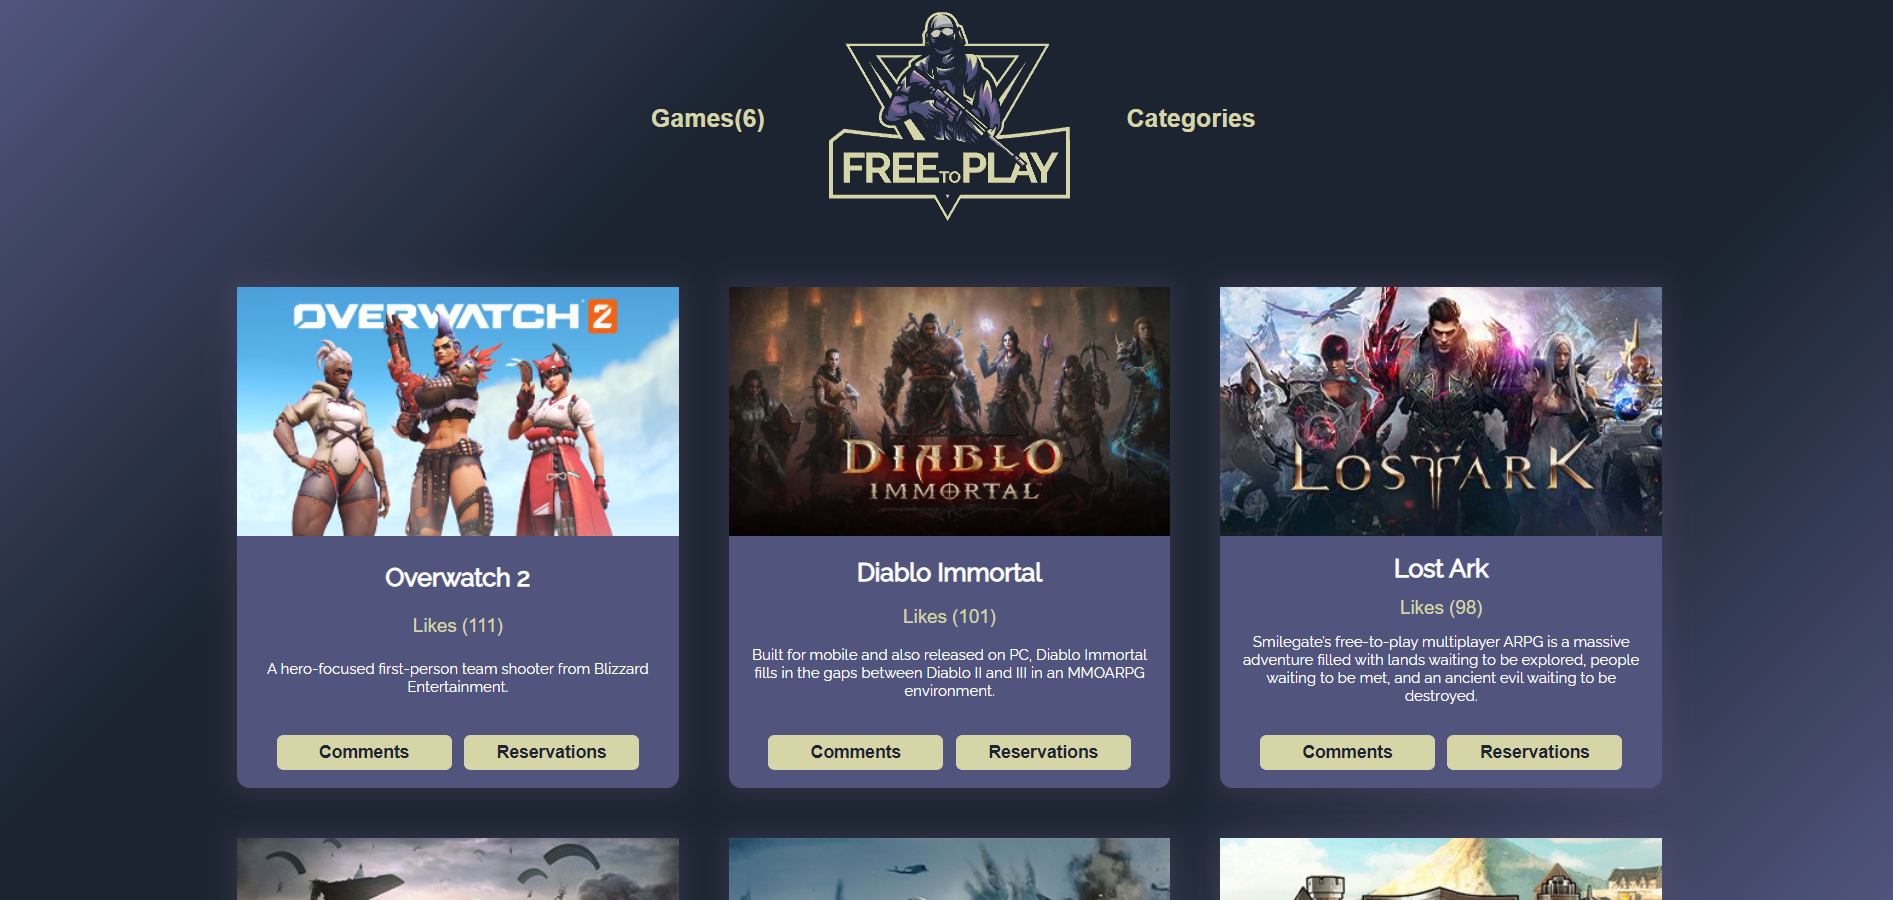 Games(6)
FREE TO PLAY
Categories
OVERWATCH 2
DIABLO
IMMORTAL
LOST ARK
Overwatch 2
Likes (111)
A hero-focused first-person team shooter from Blizzard
Entertainment.
Comments
Reservations
Diablo Immortal
Likes (101)
Built for mobile and also released on PC, Diablo Immortal
fills in the gaps between Diablo II and III in an MMOARPG
environment.
Comments
Reservations
Lost Ark
Likes (98)
Smilegate's free-to-play multiplayer ARPG is a massive
adventure filled with lands waiting to be explored, people
waiting to be met, and an ancient evil waiting to be
destroyed.
Comments
Reservations